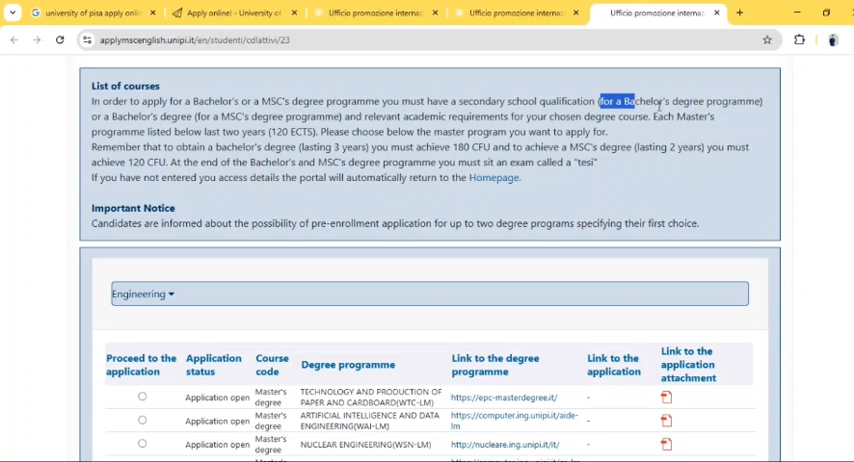 university of pisa apply onlin
Apply online! - University of
Ufficio promozione internaz
Ufficio promozione internaz
Ufficio promozione internaz
applymscenglish.unipi.it/en/studenti/cdlattivi/23
List of courses
In order to apply for a Bachelor's or a MSC's degree programme you must have a secondary school qualification (for a Bachelor's degree programme)
or a Bachelor's degree (for a MSC's degree programme) and relevant academic requirements for your chosen degree course. Each Master's
programme listed below last two years (120 ECTS). Please choose below the master program you want to apply for.
Remember that to obtain a bachelor's degree (lasting 3 years) you must achieve 180 CFU and to achieve a MSC's degree (lasting 2 years) you must
achieve 120 CFU. At the end of the Bachelor's and MSC's degree programme you must sit an exam called a "tesi"
If you have not entered you access details the portal will automatically return to the Homepage.
Important Notice
Candidates are informed about the possibility of pre-enrollment application for up to two degree programs specifying their first choice.
Engineering
Proceed to the application
Application status
Course code
Degree programme
Link to the degree programme
Link to the application
Link to the application attachment
Application open Master's degree TECHNOLOGY AND PRODUCTION OF PAPER AND CARDBOARD(WTC-LM) https://epc-masterdegree.it/ -
Application open Master's degree ARTIFICIAL INTELLIGENCE AND DATA ENGINEERING(WAI-LM) https://computer.ing.unipi.it/aide-lm -
Application open Master's degree NUCLEAR ENGINEERING(WSN-LM) http://nucleare.ing.unipi.it/it/ -